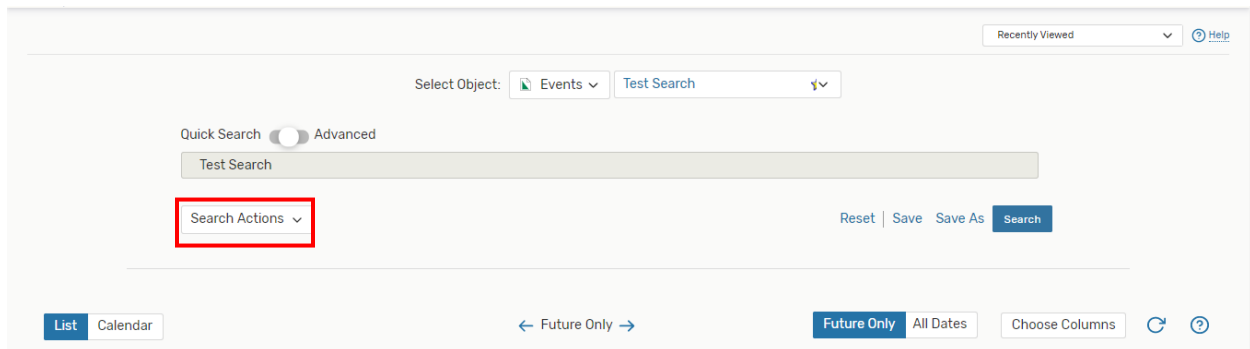 Recently Viewed Help
Select Object: Events Test Search
Quick Search Advanced
Test Search
Search Actions Reset | Save Save As Search
List Calendar ← Future Only → Future Only All Dates Choose Columns